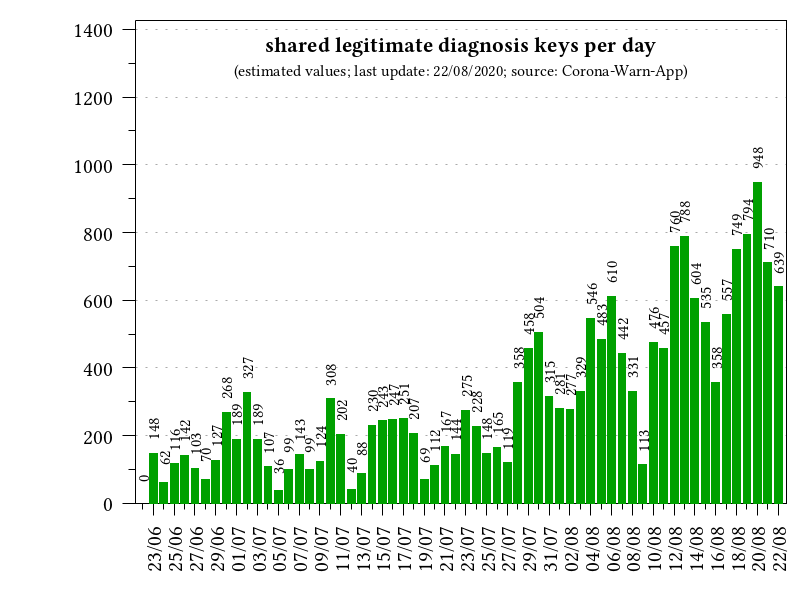 shared legitimate diagnosis keys per day
(estimated values; last update: 22/08/2020; source: Corona-Warn-App)
1400
1200
1000
800
600
400
200
0
0 148 62 116 142 103 70 127 268 189 327 189 107 36 99 143 99 124 308 202 40 88 230 243 247 251 207 69 112 167 144 275 228 148 165 119 358 458 504 315 281 277 329 546 483 610 442 331 113 476 457 760 788 604 535 358 557 749 794 948 710 639
23/06 25/06 27/06 29/06 01/07 03/07 05/07 07/07 09/07 11/07 13/07 15/07 17/07 19/07 21/07 23/07 25/07 27/07 29/07 31/07 02/08 04/08 06/08 08/08 10/08 12/08 14/08 16/08 18/08 20/08 22/08